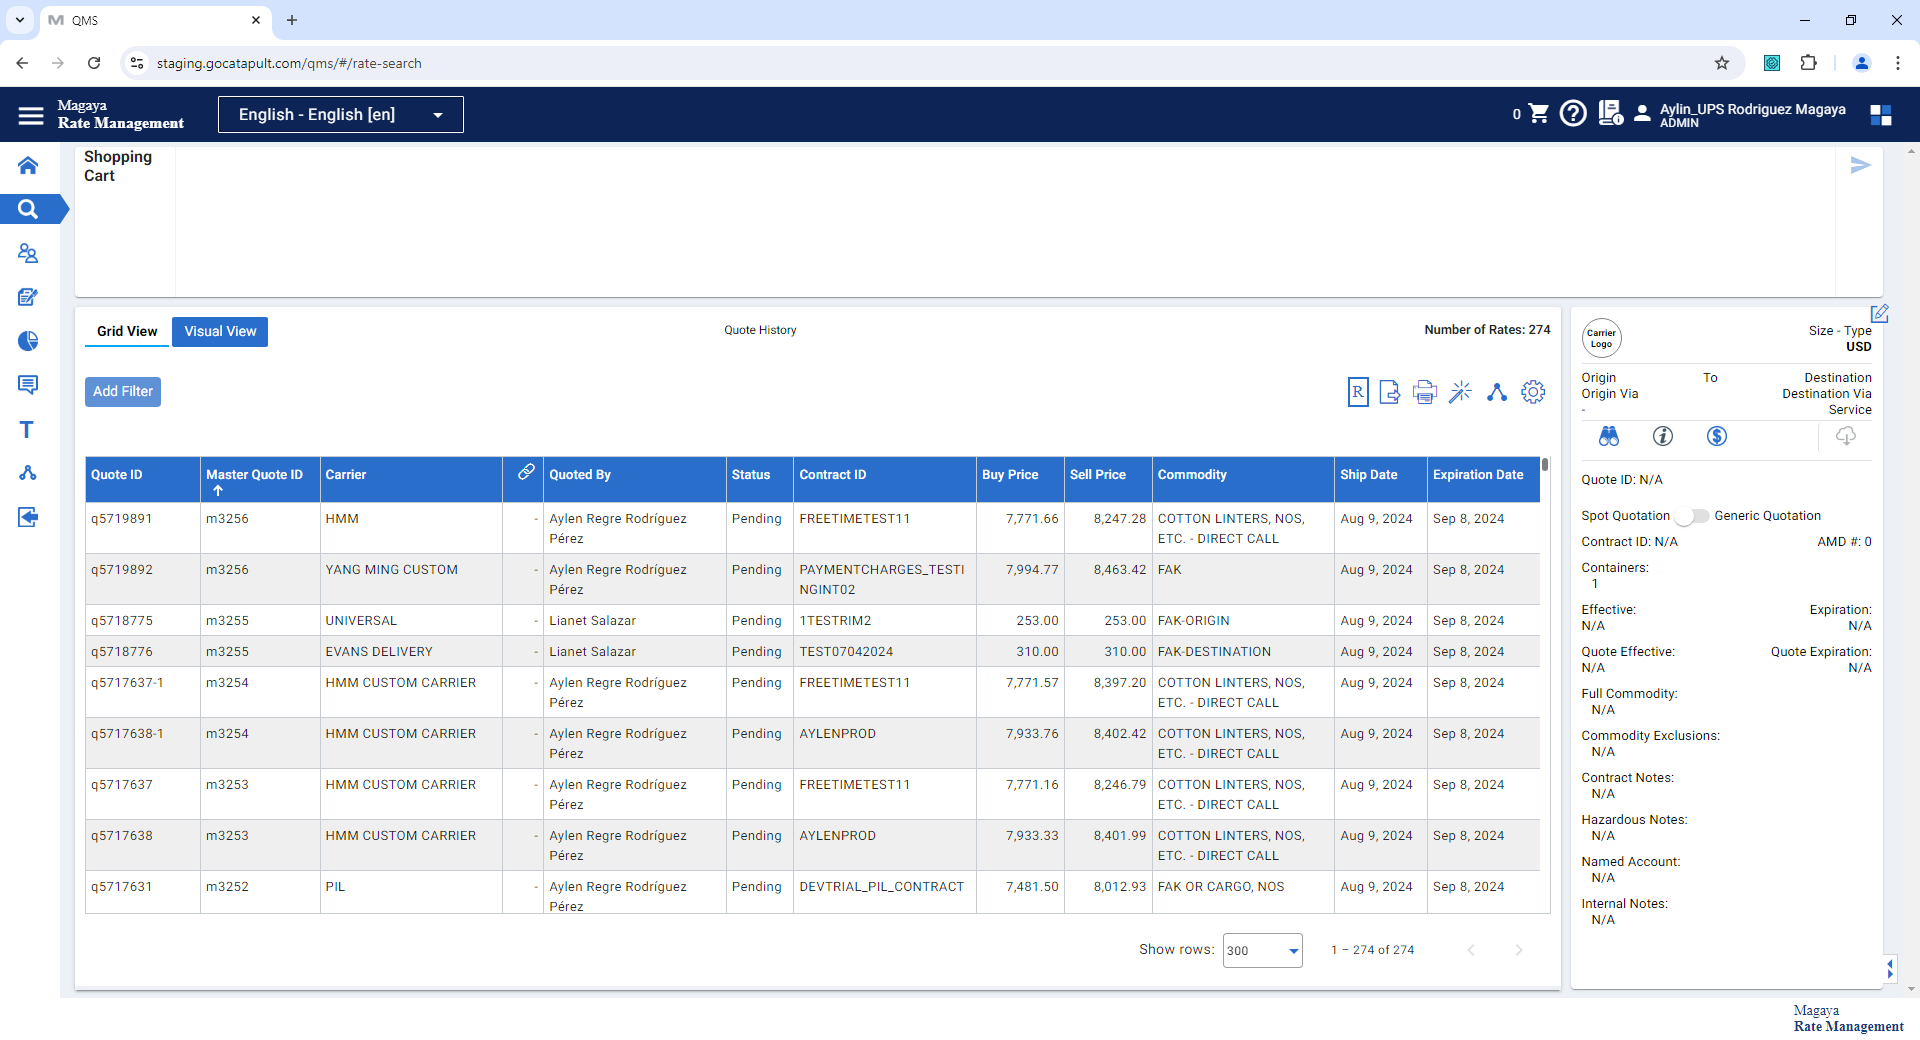 QMS
staging.gocatapult.com/qms/#/rate-search
Magaya
Rate Management
English - English [en]
0
Aylin_UPS Rodriguez Magaya
ADMIN
Shopping
Cart
Grid View
Visual View
Quote History
Number of Rates: 274
Add Filter
R
Quote ID
Master Quote ID
Carrier
Quoted By
Status
Contract ID
Buy Price
Sell Price
Commodity
Ship Date
Expiration Date
q5719891
m3256
HMM
-
Aylen Regre Rodríguez
Pérez
Pending
FREETIMETEST11
7,771.66
8,247.28
COTTON LINTERS, NOS,
ETC. - DIRECT CALL
Aug 9, 2024
Sep 8, 2024
q5719892
m3256
YANG MING CUSTOM
-
Aylen Regre Rodríguez
Pérez
Pending
PAYMENTCHARGES_TESTI
NGINT02
7,994.77
8,463.42
FAK
Aug 9, 2024
Sep 8, 2024
q5718775
m3255
UNIVERSAL
-
Lianet Salazar
Pending
1TESTRIM2
253.00
253.00
FAK-ORIGIN
Aug 9, 2024
Sep 8, 2024
q5718776
m3255
EVANS DELIVERY
-
Lianet Salazar
Pending
TEST07042024
310.00
310.00
FAK-DESTINATION
Aug 9, 2024
Sep 8, 2024
q5717637-1
m3254
HMM CUSTOM CARRIER
-
Aylen Regre Rodríguez
Pérez
Pending
FREETIMETEST11
7,771.57
8,397.20
COTTON LINTERS, NOS,
ETC. - DIRECT CALL
Aug 9, 2024
Sep 8, 2024
q5717638-1
m3254
HMM CUSTOM CARRIER
-
Aylen Regre Rodríguez
Pérez
Pending
AYLENPROD
7,933.76
8,402.42
COTTON LINTERS, NOS,
ETC. - DIRECT CALL
Aug 9, 2024
Sep 8, 2024
q5717637
m3253
HMM CUSTOM CARRIER
-
Aylen Regre Rodríguez
Pérez
Pending
FREETIMETEST11
7,771.16
8,246.79
COTTON LINTERS, NOS,
ETC. - DIRECT CALL
Aug 9, 2024
Sep 8, 2024
q5717638
m3253
HMM CUSTOM CARRIER
-
Aylen Regre Rodríguez
Pérez
Pending
AYLENPROD
7,933.33
8,401.99
COTTON LINTERS, NOS,
ETC. - DIRECT CALL
Aug 9, 2024
Sep 8, 2024
q5717631
m3252
PIL
-
Aylen Regre Rodríguez
Pérez
Pending
DEVTRIAL_PIL_CONTRACT
7,481.50
8,012.93
FAK OR CARGO, NOS
Aug 9, 2024
Sep 8, 2024
Show rows:
300
1 – 274 of 274
Carrier
Logo
Size - Type
USD
Origin
To
Destination
Origin Via
Destination Via
-
Service
Quote ID: N/A
Spot Quotation
Generic Quotation
Contract ID: N/A
AMD #: 0
Containers:
1
Effective:
Expiration:
N/A
N/A
Quote Effective:
Quote Expiration:
N/A
N/A
Full Commodity:
N/A
Commodity Exclusions:
N/A
Contract Notes:
N/A
Hazardous Notes:
N/A
Named Account:
N/A
Internal Notes:
N/A
Magaya
Rate Management